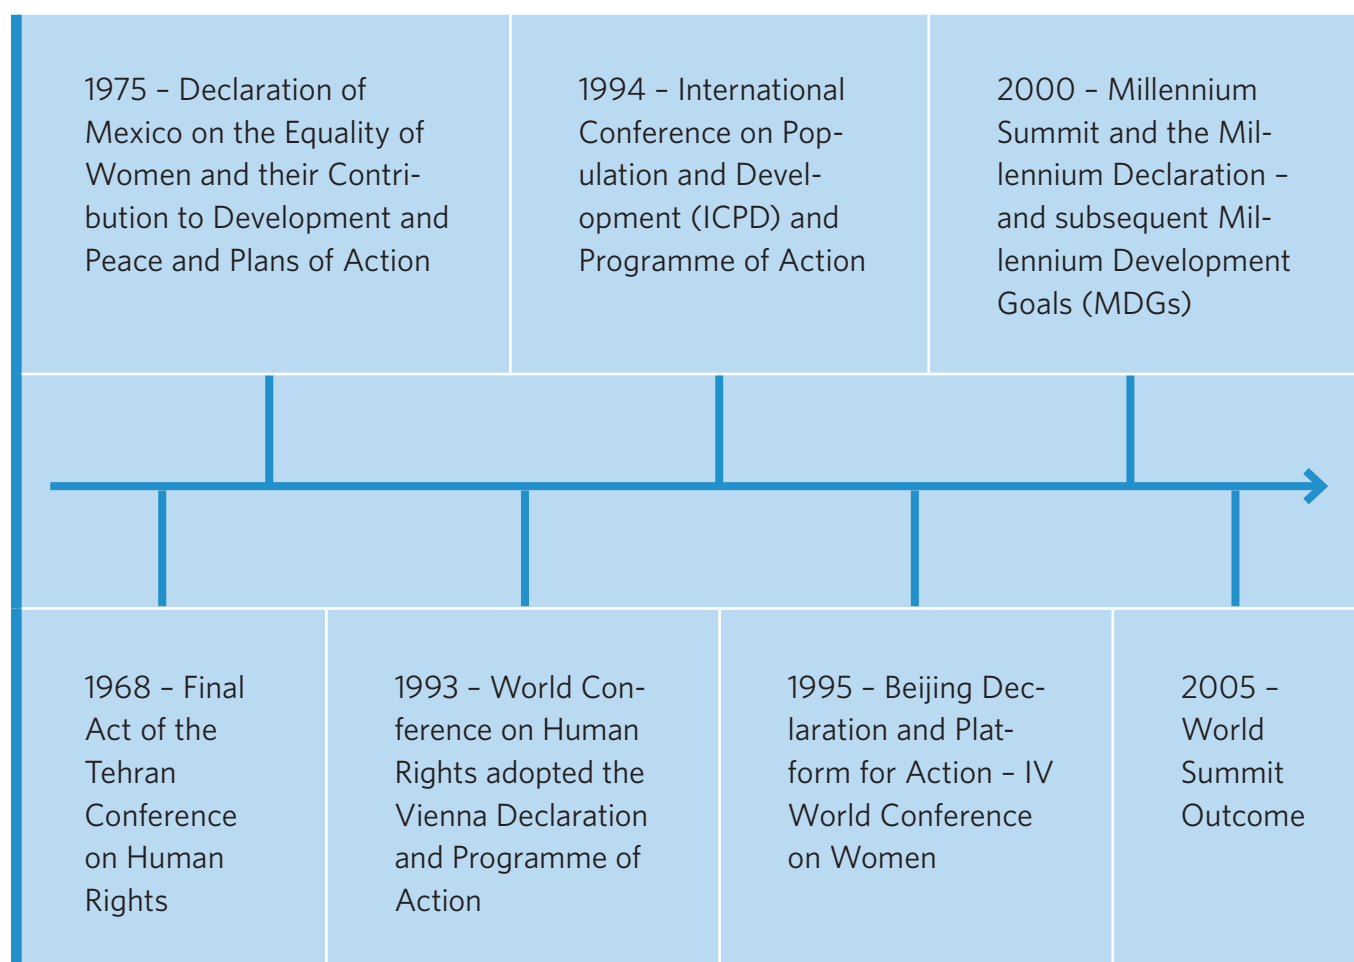 1975 – Declaration of
Mexico on the Equality of
Women and their Contri-
bution to Development and
Peace and Plans of Action
1994 – International
Conference on Pop-
ulation and Devel-
opment (ICPD) and
Programme of Action
2000 – Millennium
Summit and the Mil-
lennium Declaration –
and subsequent Mil-
lennium Development
Goals (MDGs)
1968 – Final
Act of the
Tehran
Conference
on Human
Rights
1993 – World Con-
ference on Human
Rights adopted the
Vienna Declaration
and Programme of
Action
1995 – Beijing Dec-
laration and Plat-
form for Action – IV
World Conference
on Women
2005 –
World
Summit
Outcome